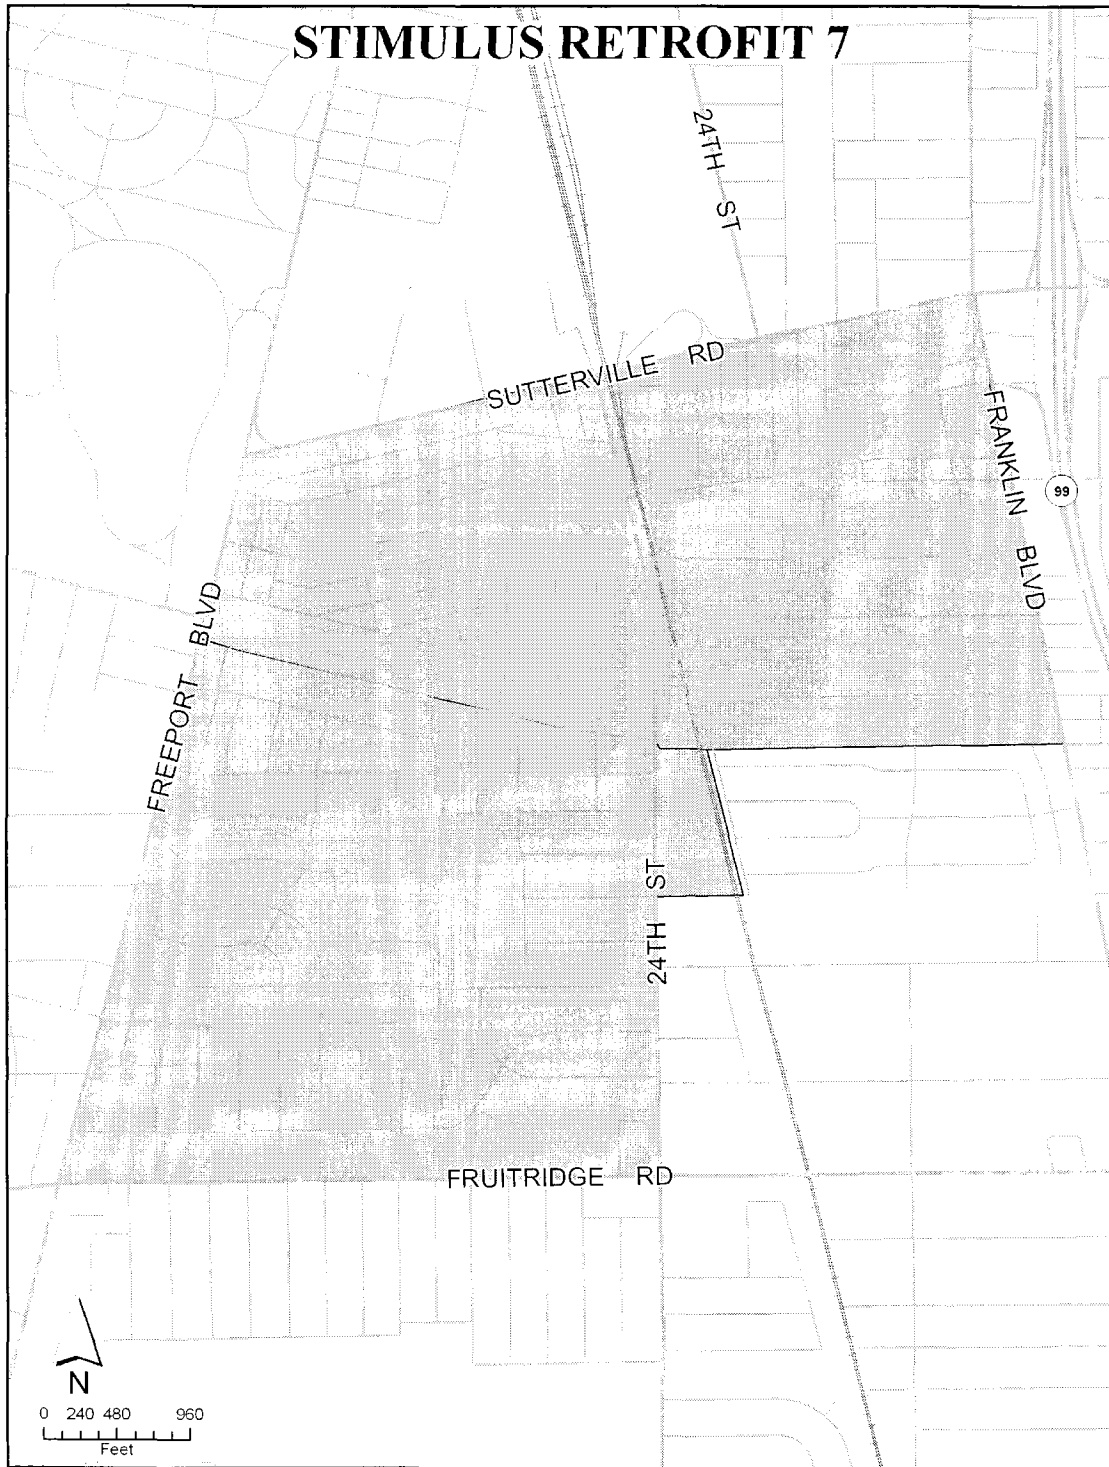 STIMULUS RETROFIT 7
24TH ST
SUTTERVILLE RD
FRANKLIN BLVD
99
FREEPORT BLVD
24TH ST
FRUITRIDGE RD
N
0 240 480 960
Feet